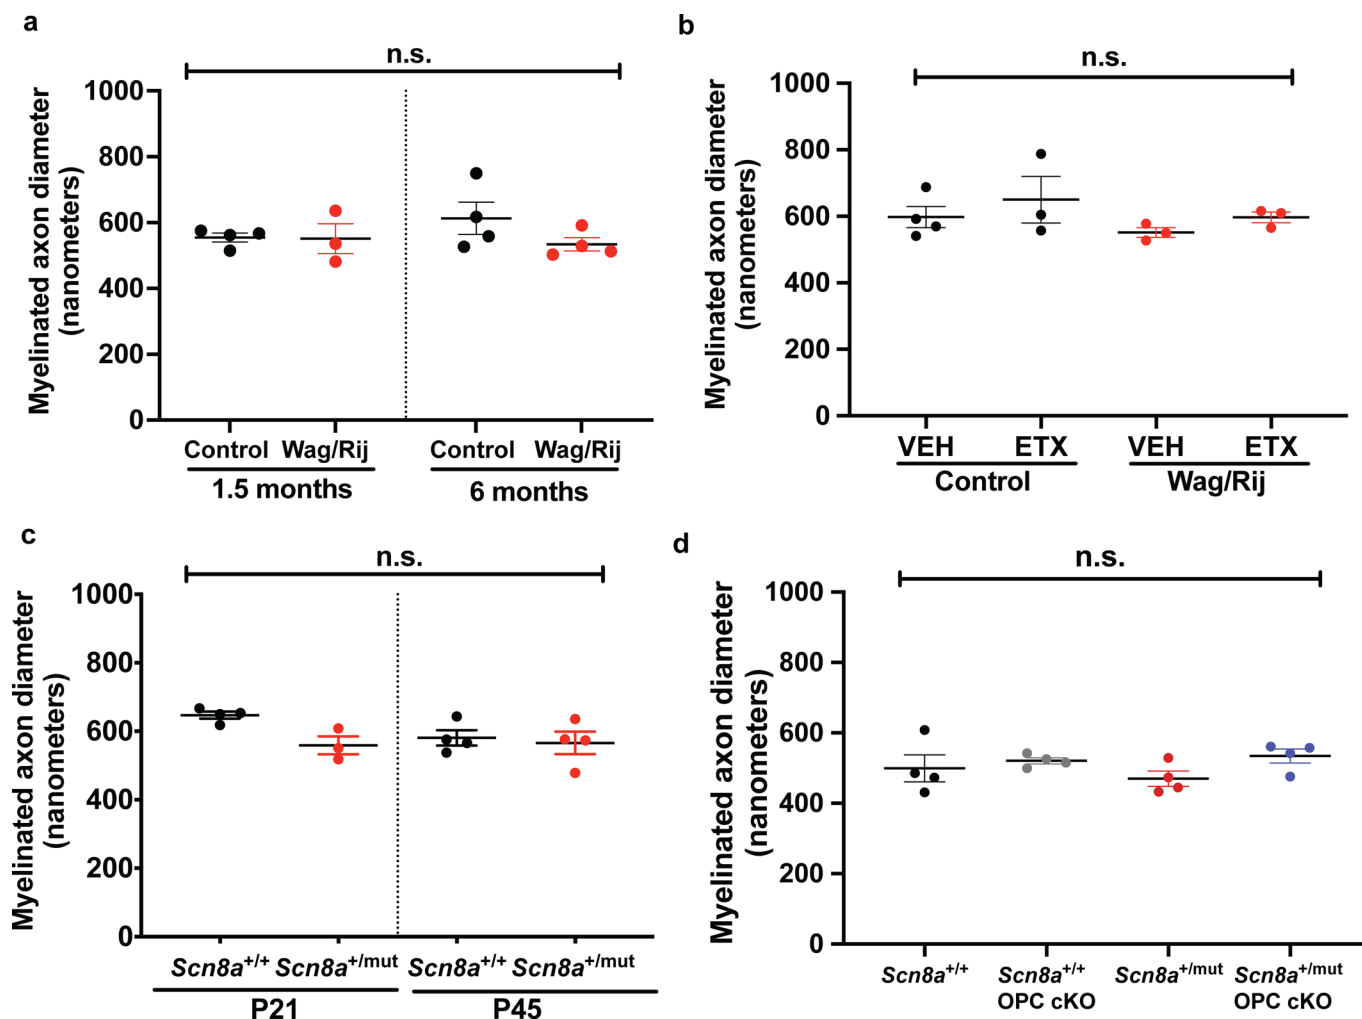 a
n.s.
Myelinated axon diameter
(nanometers)
1000
800
600
400
200
0
Control Wag/Rij Control Wag/Rij
1.5 months 6 months
b
n.s.
Myelinated axon diameter
(nanometers)
1000
800
600
400
200
0
VEH ETX VEH ETX
Control Wag/Rij
c
n.s.
Myelinated axon diameter
(nanometers)
1000
800
600
400
200
0
Scn8a+/+ Scn8a+/mut Scn8a+/+ Scn8a+/mut
P21 P45
d
n.s.
Myelinated axon diameter
(nanometers)
1000
800
600
400
200
0
Scn8a+/+ Scn8a+/+ Scn8a+/mut Scn8a+/mut
OPC cKO OPC cKO